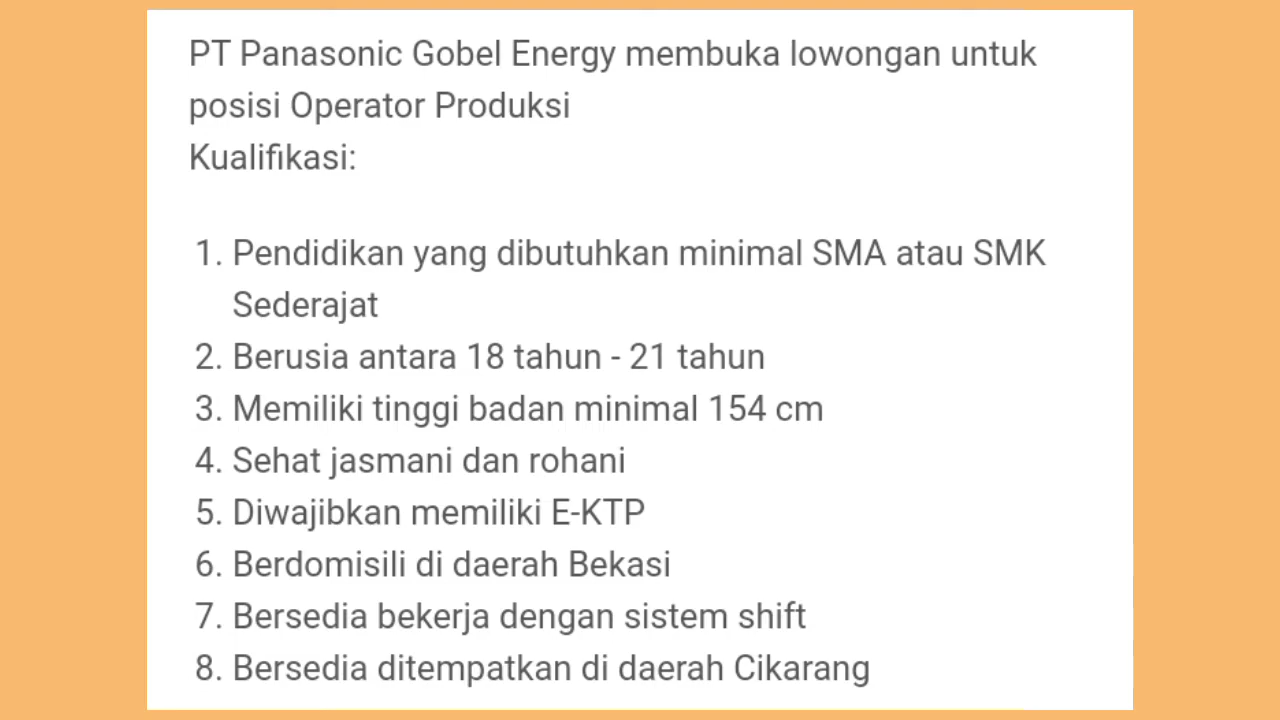 PT Panasonic Gobel Energy membuka lowongan untuk
posisi Operator Produksi
Kualifikasi:
1. Pendidikan yang dibutuhkan minimal SMA atau SMK
Sederajat
2. Berusia antara 18 tahun - 21 tahun
3. Memiliki tinggi badan minimal 154 cm
4. Sehat jasmani dan rohani
5. Diwajibkan memiliki E-KTP
6. Berdomisili di daerah Bekasi
7. Bersedia bekerja dengan sistem shift
8. Bersedia ditempatkan di daerah Cikarang